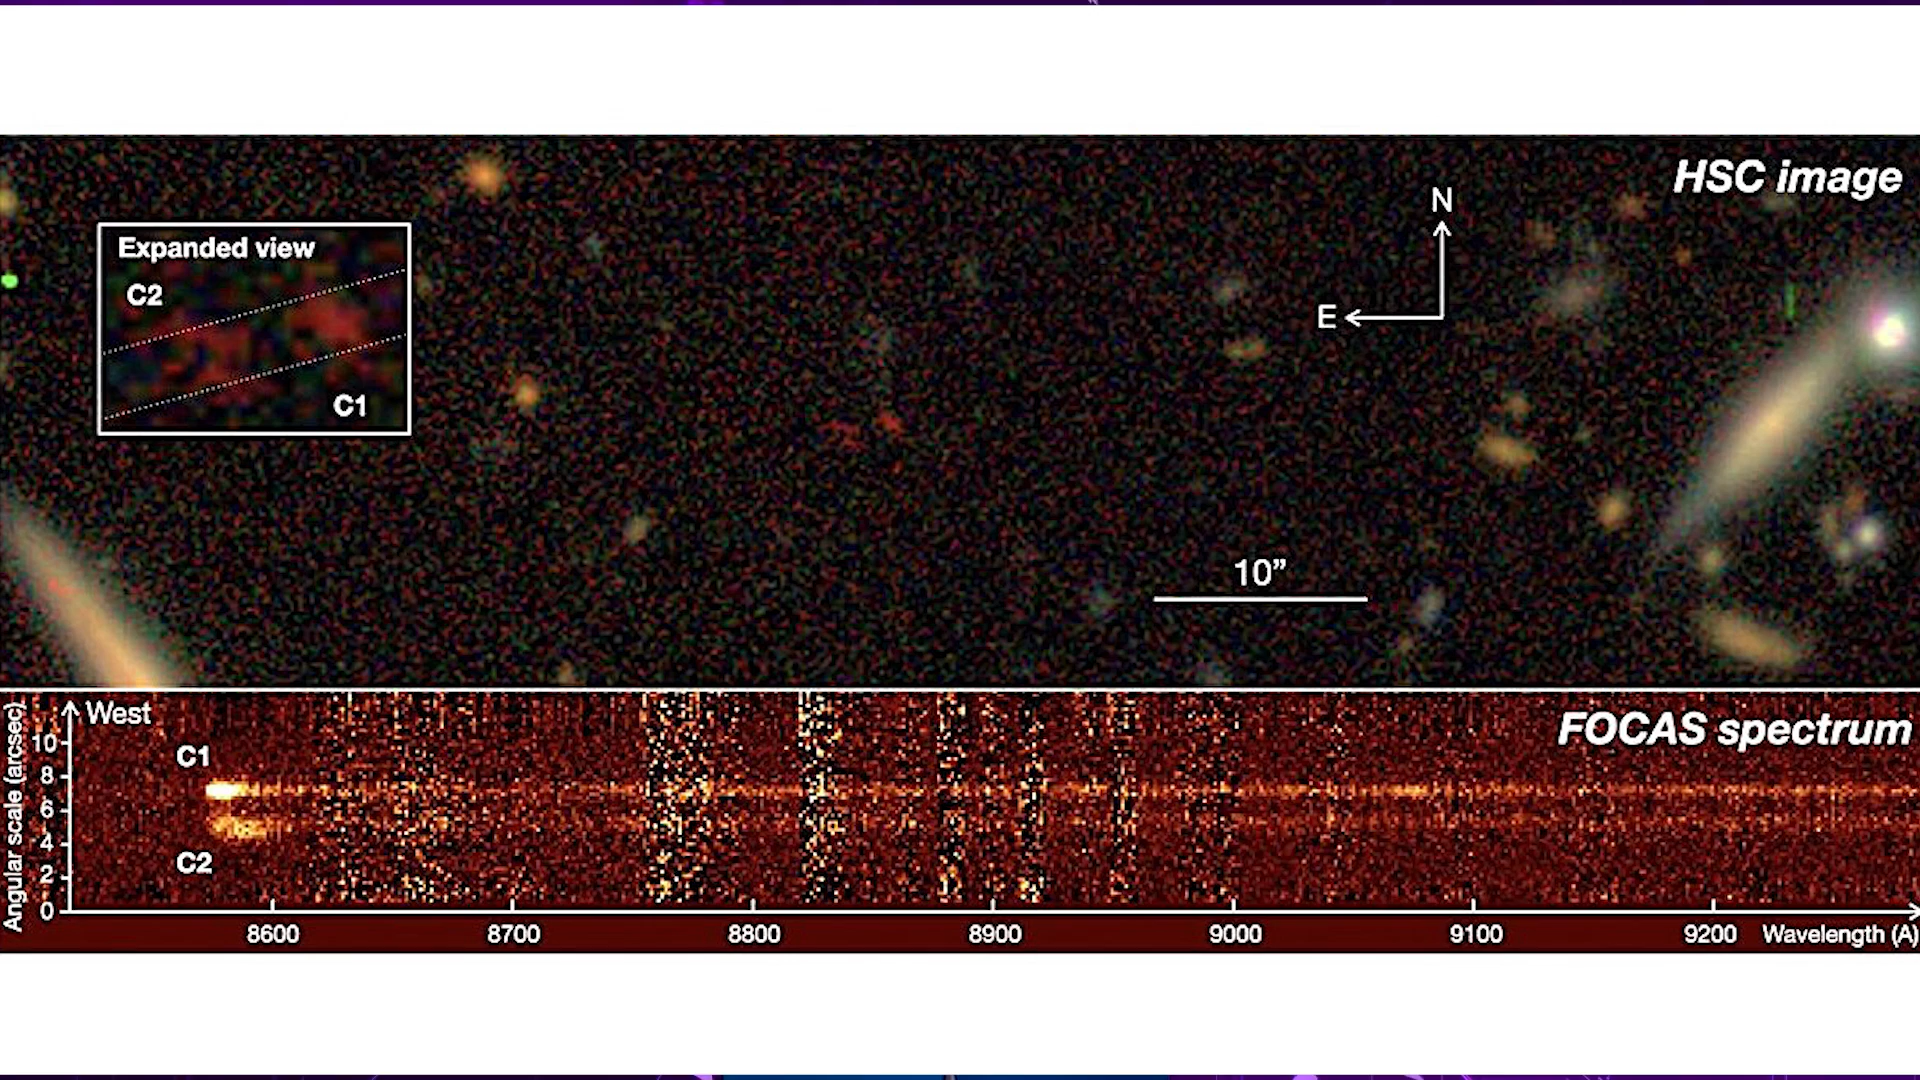 HSC image
N
E
Expanded view
C2
C1
10”
FOCAS spectrum
West
Angular scale (arcsec)
10
8
6
4
2
0
C1
C2
8600 8700 8800 8900 9000 9100 9200 Wavelength (A)